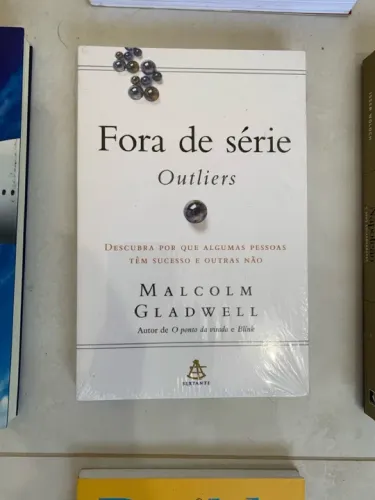 Fora de série
Outliers
DESCUBRA POR QUE ALGUMAS PESSOAS
TÊM SUCESSO E OUTRAS NÃO
MALCOLM
GLADWELL
Autor de O ponto da virada e Blink
SEXTANTE